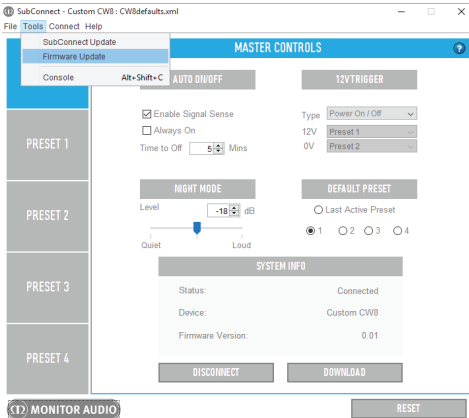 SubConnect - Custom CW8 : CW8defaults.xml
File Tools Connect Help
SubConnect Update
Firmware Update
Console Alt+Shift+C
MASTER CONTROLS
?
AUTO ON/OFF
12V TRIGGER
Enable Signal Sense
Always On
Time to Off 5 Mins
Type Power On / Off
12V Preset 1
0V Preset 2
PRESET 1
PRESET 2
PRESET 3
PRESET 4
NIGHT MODE
Level -18 dB
Quiet Loud
DEFAULT PRESET
Last Active Preset
1 2 3 4
SYSTEM INFO
Status: Connected
Device: Custom CW8
Firmware Version: 0.01
DISCONNECT DOWNLOAD
MONITOR AUDIO
RESET